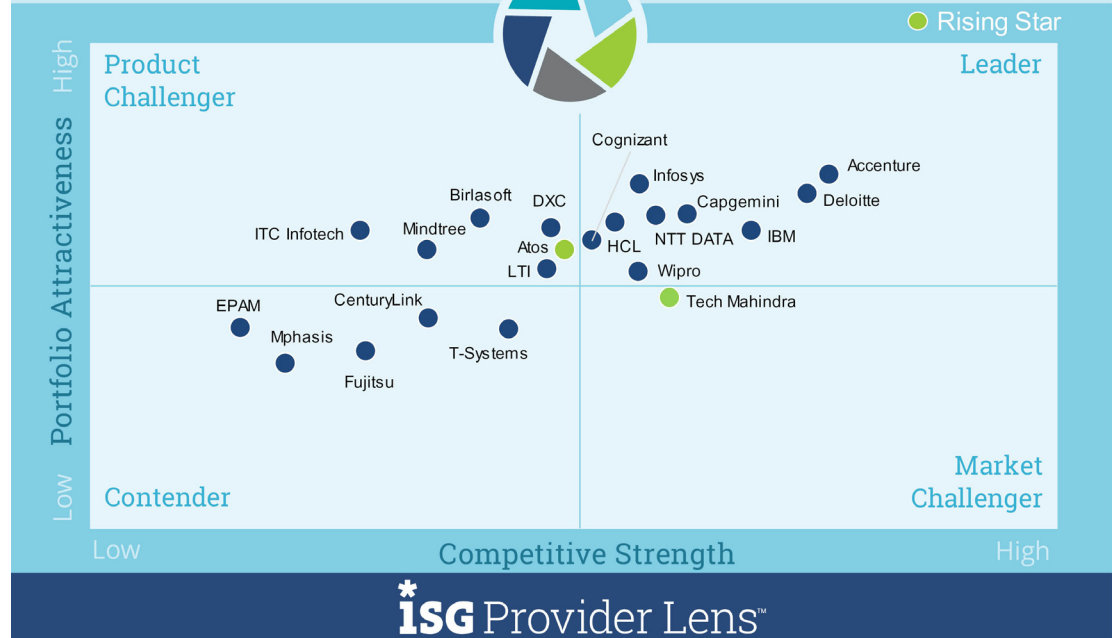 Rising Star
High
Product
Challenger
Leader
Cognizant
Accenture
Infosys
Birlasoft
DXC
Capgemini
Deloitte
ITC Infotech
Mindtree
Atos
HCL
NTT DATA
IBM
LTI
Wipro
CenturyLink
Tech Mahindra
EPAM
Mphasis
T-Systems
Fujitsu
Portfolio Attractiveness
Low
Contender
Market
Challenger
Low
Competitive Strength
High
iSG Provider Lens™